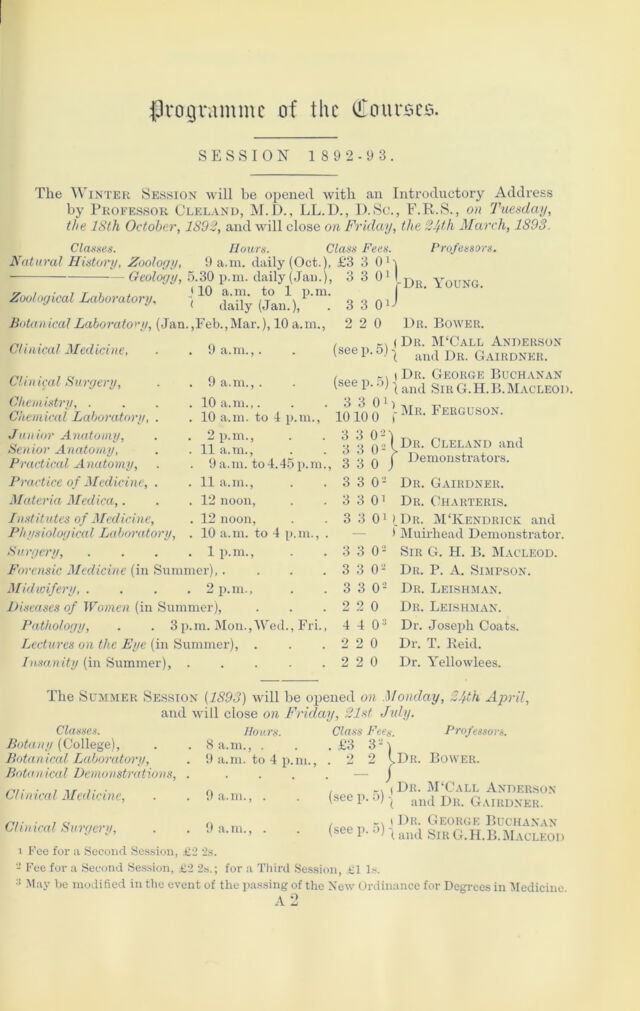 Programme of the Courses.
SESSION 1892-93.
The WINTER SESSION will be opened with an Introductory Address
by PROFESSOR CLELAND, M.D., LL.D., D.Sc., F.R.S., on Tuesday,
the 18th October, 1892, and will close on Friday, the 24th March, 1893.
Classes. Hours. Class Fees. Professors.
Natural History, Zoology, 9 a.m. daily (Oct.), £3 3 0¹
Geology, 5.30 p.m. daily (Jan.), 3 3 0¹ DR. YOUNG.
Zoological Laboratory, 10 a.m. to 1 p.m.
daily (Jan.), . 3 3 0¹
Botanical Laboratory, (Jan., Feb., Mar.), 10 a.m., 2 2 0 DR. BOWER.
Clinical Medicine, . . 9 a.m., . . (see p. 5) DR. M‘CALL ANDERSON
and DR. GAIRDNER.
Clinical Surgery, . . 9 a.m., . . (see p. 5) DR. GEORGE BUCHANAN
and SIR G. H. B. MACLEOD.
Chemistry, . . . . 10 a.m., . . . 3 3 0¹ MR. FERGUSON.
Chemical Laboratory, . . 10 a.m. to 4 p.m., 10 10 0
Junior Anatomy, . . 2 p.m., . . 3 3 0²
Senior Anatomy, . . 11 a.m., . . 3 3 0² DR. CLELAND and
Practical Anatomy, . . 9 a.m. to 4.45 p.m., 3 3 0 Demonstrators.
Practice of Medicine, . . 11 a.m., . . 3 3 0² DR. GAIRDNER.
Materia Medica, . . . 12 noon, . . 3 3 0¹ DR. CHARTERIS.
Institutes of Medicine, . 12 noon, . . 3 3 0¹ DR. M‘KENDRICK and
Physiological Laboratory, . 10 a.m. to 4 p.m., . — Muirhead Demonstrator.
Surgery, . . . . 1 p.m., . . 3 3 0² SIR G. H. B. MACLEOD.
Forensic Medicine (in Summer), . . . . 3 3 0² DR. P. A. SIMPSON.
Midwifery, . . . . 2 p.m., . . 3 3 0² DR. LEISHMAN.
Diseases of Women (in Summer), . . . 2 2 0 DR. LEISHMAN.
Pathology, . . 3 p.m. Mon., Wed., Fri., 4 4 0³ Dr. Joseph Coats.
Lectures on the Eye (in Summer), . . . 2 2 0 Dr. T. Reid.
Insanity (in Summer), . . . . . 2 2 0 Dr. Yellowlees.
The SUMMER SESSION (1893) will be opened on Monday, 24th April,
and will close on Friday, 21st July.
Classes. Hours. Class Fees. Professors.
Botany (College), . . 8 a.m., . . . £3 3²
Botanical Laboratory, . 9 a.m. to 4 p.m., . 2 2 DR. BOWER.
Botanical Demonstrations, . . . . . —
Clinical Medicine, . . 9 a.m., . . (see p. 5) DR. M‘CALL ANDERSON
and DR. GAIRDNER.
Clinical Surgery, . . 9 a.m., . . (see p. 5) DR. GEORGE BUCHANAN
and SIR G. H. B. MACLEOD
¹ Fee for a Second Session, £2 2s.
² Fee for a Second Session, £2 2s.; for a Third Session, £1 1s.
³ May be modified in the event of the passing of the New Ordinance for Degrees in Medicine.
A 2